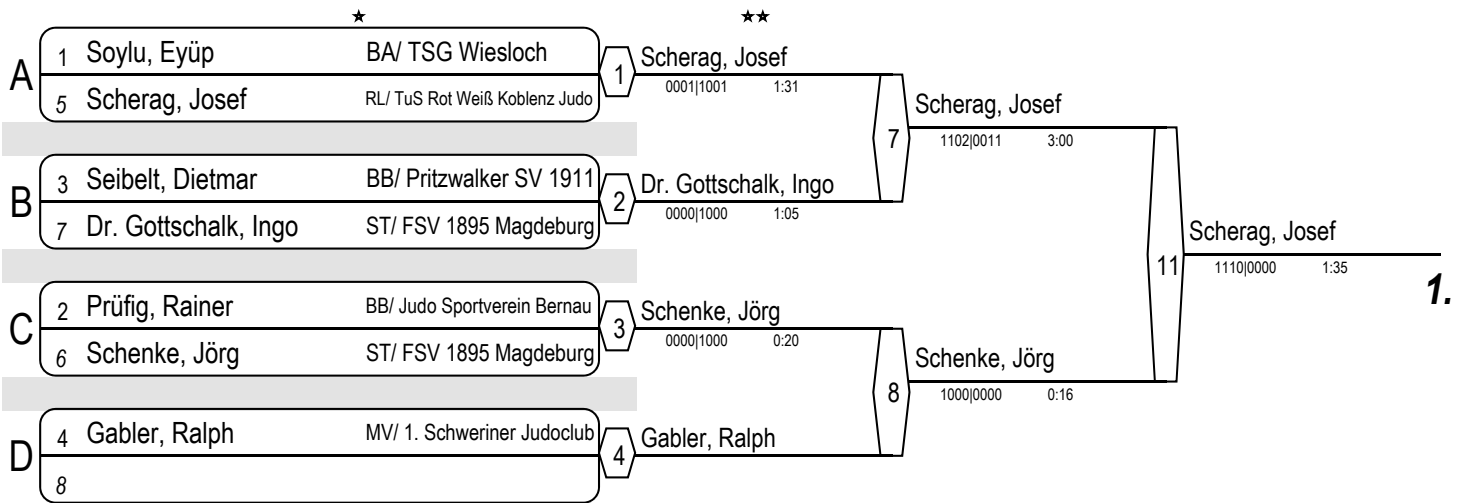 ★ ★★
A
1 Soylu, Eyüp BA/ TSG Wiesloch
5 Scherag, Josef RL/ TuS Rot Weiß Koblenz Judo
1
Scherag, Josef
0001|1001 1:31
B
3 Seibelt, Dietmar BB/ Pritzwalker SV 1911
7 Dr. Gottschalk, Ingo ST/ FSV 1895 Magdeburg
2
Dr. Gottschalk, Ingo
0000|1000 1:05
7
Scherag, Josef
1102|0011 3:00
C
2 Prüfig, Rainer BB/ Judo Sportverein Bernau
6 Schenke, Jörg ST/ FSV 1895 Magdeburg
3
Schenke, Jörg
0000|1000 0:20
D
4 Gabler, Ralph MV/ 1. Schweriner Judoclub
8
4
Gabler, Ralph
8
Schenke, Jörg
1000|0000 0:16
11
Scherag, Josef
1110|0000 1:35
1.